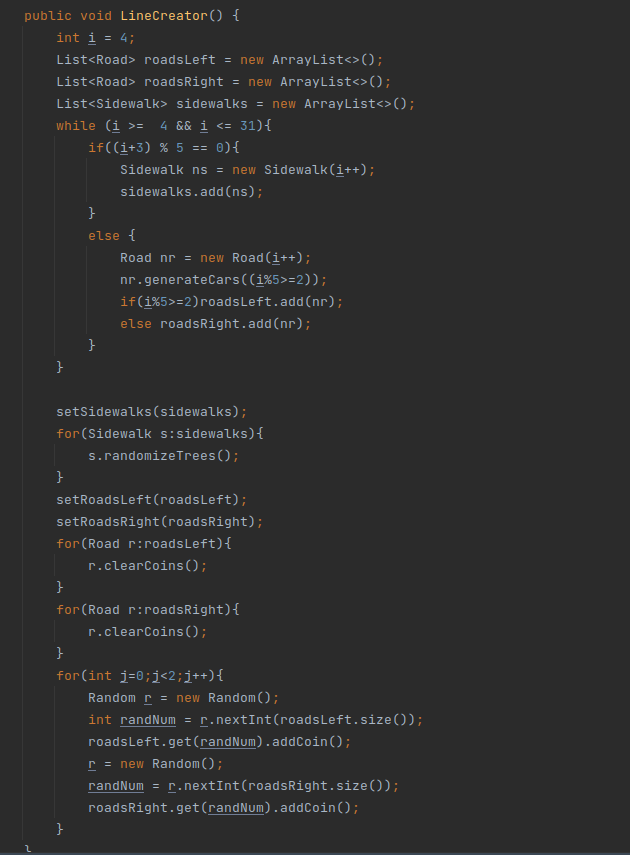 public void LineCreator() {
    int i = 4;
    List<Road> roadsLeft = new ArrayList<>();
    List<Road> roadsRight = new ArrayList<>();
    List<Sidewalk> sidewalks = new ArrayList<>();
    while (i >=  4 && i <= 31){
        if((i+3) % 5 == 0){
            Sidewalk ns = new Sidewalk(i++);
            sidewalks.add(ns);
        }
        else {
            Road nr = new Road(i++);
            nr.generateCars((i%5>=2));
            if(i%5>=2)roadsLeft.add(nr);
            else roadsRight.add(nr);
        }
    }

    setSidewalks(sidewalks);
    for(Sidewalk s:sidewalks){
        s.randomizeTrees();
    }
    setRoadsLeft(roadsLeft);
    setRoadsRight(roadsRight);
    for(Road r:roadsLeft){
        r.clearCoins();
    }
    for(Road r:roadsRight){
        r.clearCoins();
    }
    for(int j=0;j<2;j++){
        Random r = new Random();
        int randNum = r.nextInt(roadsLeft.size());
        roadsLeft.get(randNum).addCoin();
        r = new Random();
        randNum = r.nextInt(roadsRight.size());
        roadsRight.get(randNum).addCoin();
    }
}